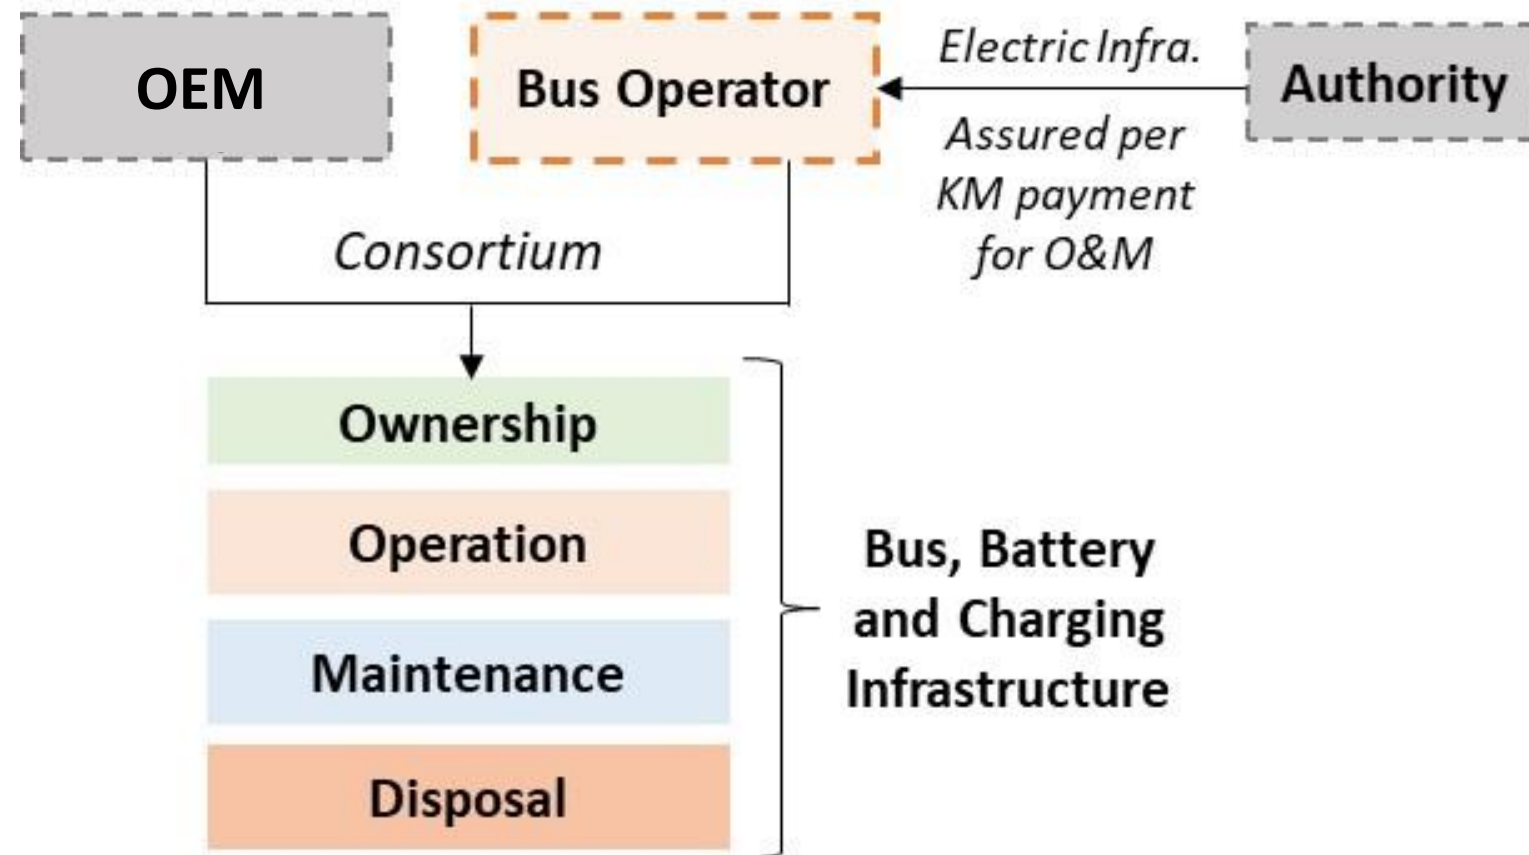 OEM
Bus Operator
Electric Infra.
Authority
Assured per
KM payment
for O&M
Consortium
Ownership
Operation
Maintenance
Disposal
Bus, Battery
and Charging
Infrastructure